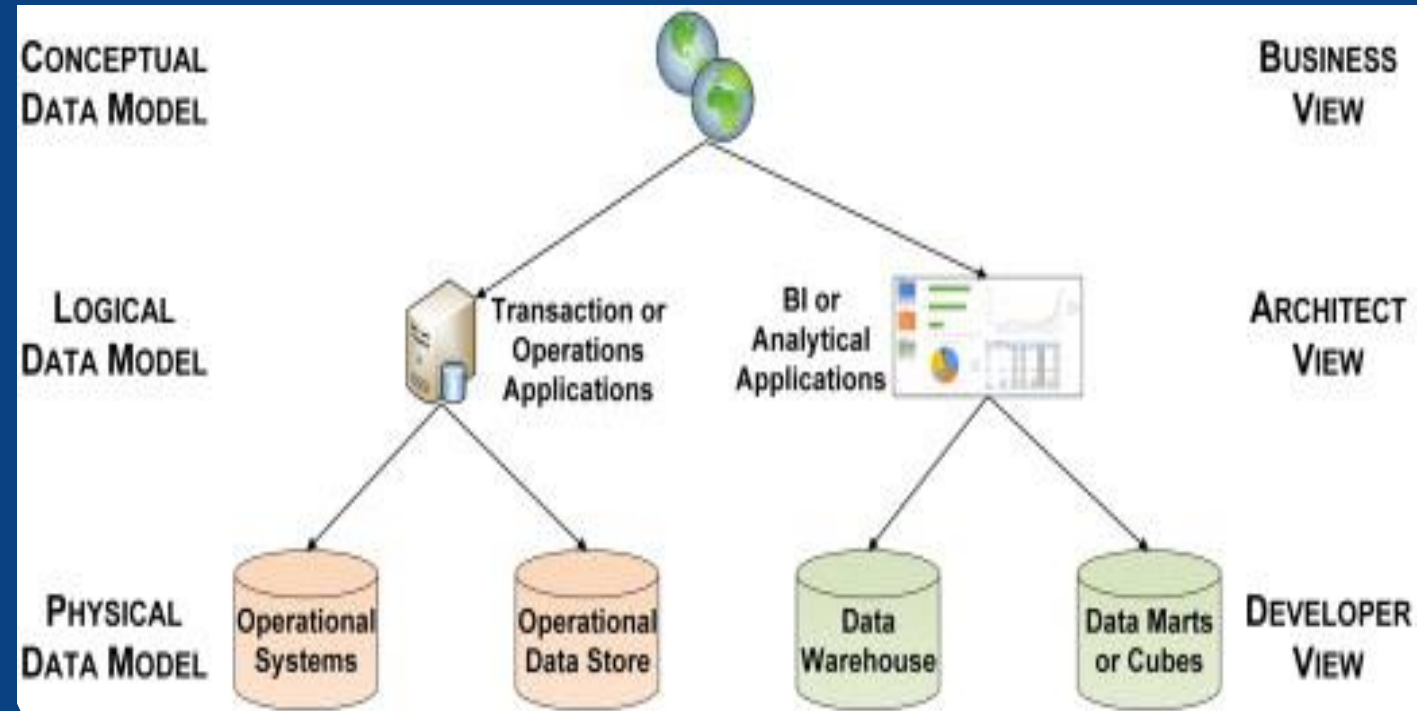 CONCEPTUAL
DATA MODEL
BUSINESS
VIEW
LOGICAL
DATA MODEL
Transaction or
Operations
Applications
BI or
Analytical
Applications
ARCHITECT
VIEW
PHYSICAL
DATA MODEL
Operational
Systems
Operational
Data Store
Data
Warehouse
Data Marts
or Cubes
DEVELOPER
VIEW